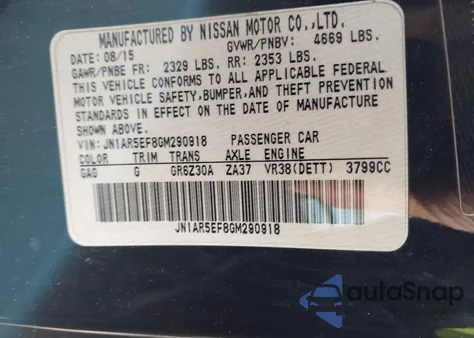 MANUFACTURED BY NISSAN MOTOR CO.,LTD.
DATE: 08/15 GVWR/PNBV: 4669 LBS.
GAWR/PNBE FR: 2329 LBS. RR: 2353 LBS.
THIS VEHICLE CONFORMS TO ALL APPLICABLE FEDERAL
MOTOR VEHICLE SAFETY,BUMPER,AND THEFT PREVENTION
STANDARDS IN EFFECT ON THE DATE OF MANUFACTURE
SHOWN ABOVE.
VIN: JN1AR5EF8GM290918 PASSENGER CAR
COLOR TRIM TRANS AXLE ENGINE
GAG G GR6Z30A ZA37 VR38(DETT) 3799CC
JN1AR5EF8GM290918
autoSnap